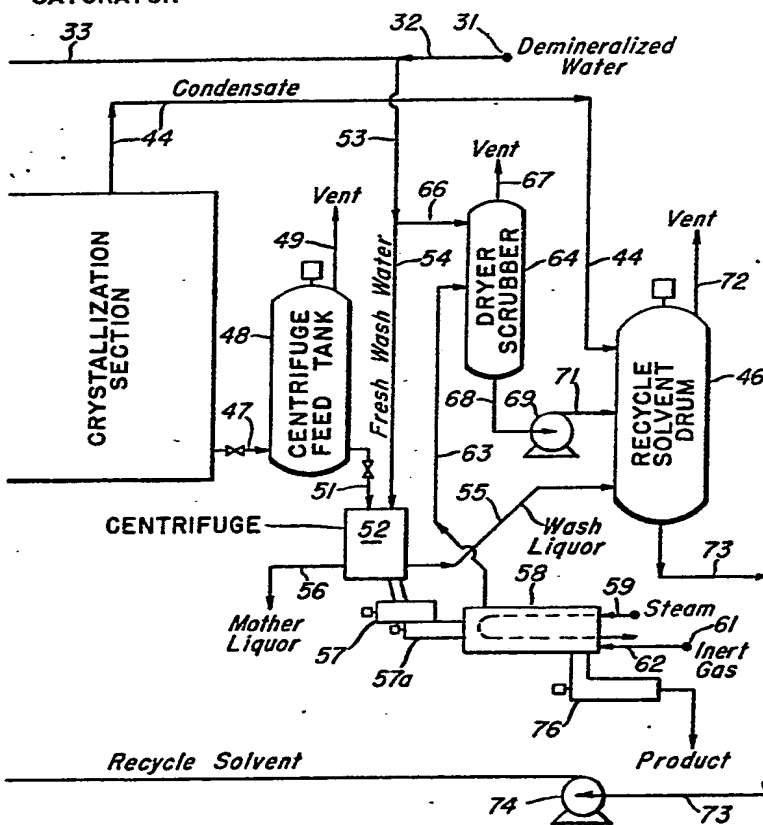 33
32
31
Demineralized
Water
Condensate
44
53
Vent
67
66
Vent
49
54
64
44
Vent
72
CRYSTALLIZATION
SECTION
48
CENTRIFUGE
FEED TANK
Fresh Wash Water
DRYER
SCRUBBER
46
RECYCLE
SOLVENT
DRUM
68
69
71
47
63
51
55
CENTRIFUGE
52
Wash
Liquor
73
56
58
59
Steam
Mother
Liquor
57
57a
61
62
Inert
Gas
76
Product
Recycle Solvent
74
73